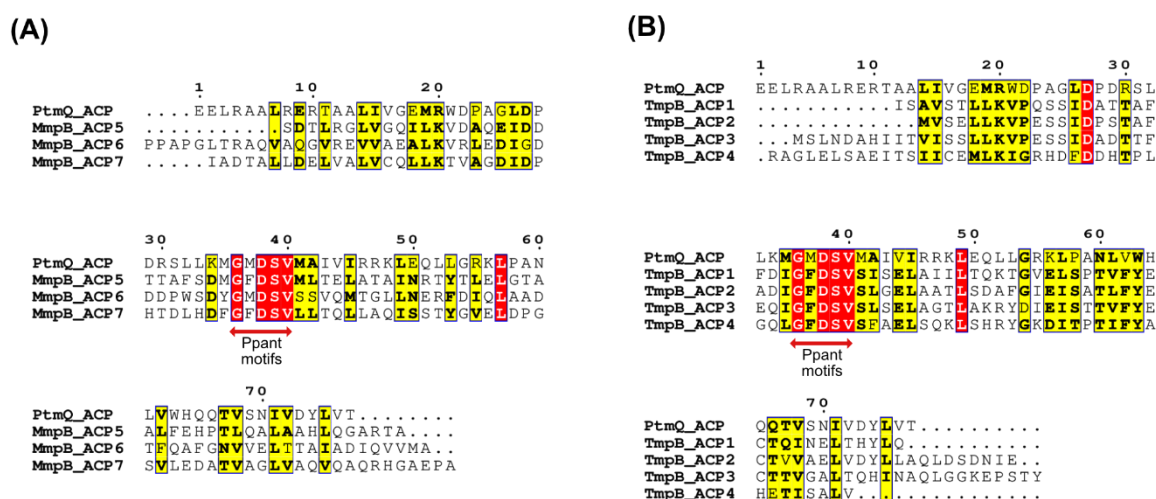 (A)
1 10 20
PtmQ_ACP ....EELRAALRERTAALIVGEMRWDPAGLDP
MmpB_ACP5 ...........SDTLRGLVGQILKVDAQEIDD
MmpB_ACP6 PPAPGLTRAQVAQGVREVVAEALKVRLEDIGD
MmpB_ACP7 .....IADTALLDELVALVCQLLKTVAGDIDP
30 40 50 60
PtmQ_ACP DRSLLKMGMDSVMAIVIRRKLEQLLGRKLPAN
MmpB_ACP5 TTAFSDMGFDSVMLTELATAINRTYTLELGTA
MmpB_ACP6 DDPWSDYGMDSVSSVQMTGLLNERFDIQLAAD
MmpB_ACP7 HTDLHDFGFDSVLLTQLLAQISSTYGVELDPG
Ppant
motifs
70
PtmQ_ACP LVWHQQTVSNIVDYLVT........
MmpB_ACP5 ALFEHPTLQALAAHLQGARTA....
MmpB_ACP6 TFQAFGNVVELTTAIADIQVVMA..
MmpB_ACP7 SVLEDATVAGLVAQVQAQRHGAEPA
(B)
1 10 20 30
PtmQ_ACP EELRAALRERTAALIVGEMRWDPAGLDPDRSL
TmpB_ACP1 ...........ISAVSTLLKVPQSSIDATTAF
TmpB_ACP2 .............MVSELLKVPESSIDPSTAF
TmpB_ACP3 ...MSLNDAHIITVISSLLKVPESSIDADTTF
TmpB_ACP4 .RAGLELSAEITSIICEMLKIGRHDFDDHTPL
40 50 60
PtmQ_ACP LKMGMDSVMAIVIRRKLEQLLGRKLPANLVWH
TmpB_ACP1 FDIGFDSVSISELAIILTKQYGVELSPTVFYE
TmpB_ACP2 ADIGFDSVSLGELAATLSDAFGIEISATLFYE
TmpB_ACP3 EQIGFDSVSLSELAGKLAKRYDIEISPTVFYE
TmpB_ACP4 GQLGFDSVSFAELSQKLSHRYGKDITPTIFYA
Ppant
motifs
70
PtmQ_ACP QQTVSNIVDYLVT..........
TmpB_ACP1 CTQINELTHYLQ...........
TmpB_ACP2 CTVVAELVDYLLAQLDSDNIE..
TmpB_ACP3 CTTVGALTQHINAQLGGKEPSTY
TmpB_ACP4 HETISALV...............